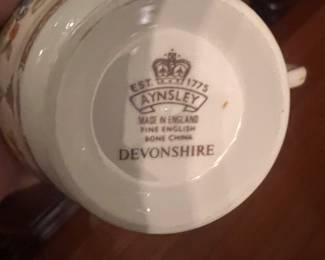 EST. 1775
AYNSLEY
MADE IN ENGLAND
FINE ENGLISH
BONE CHINA
DEVONSHIRE